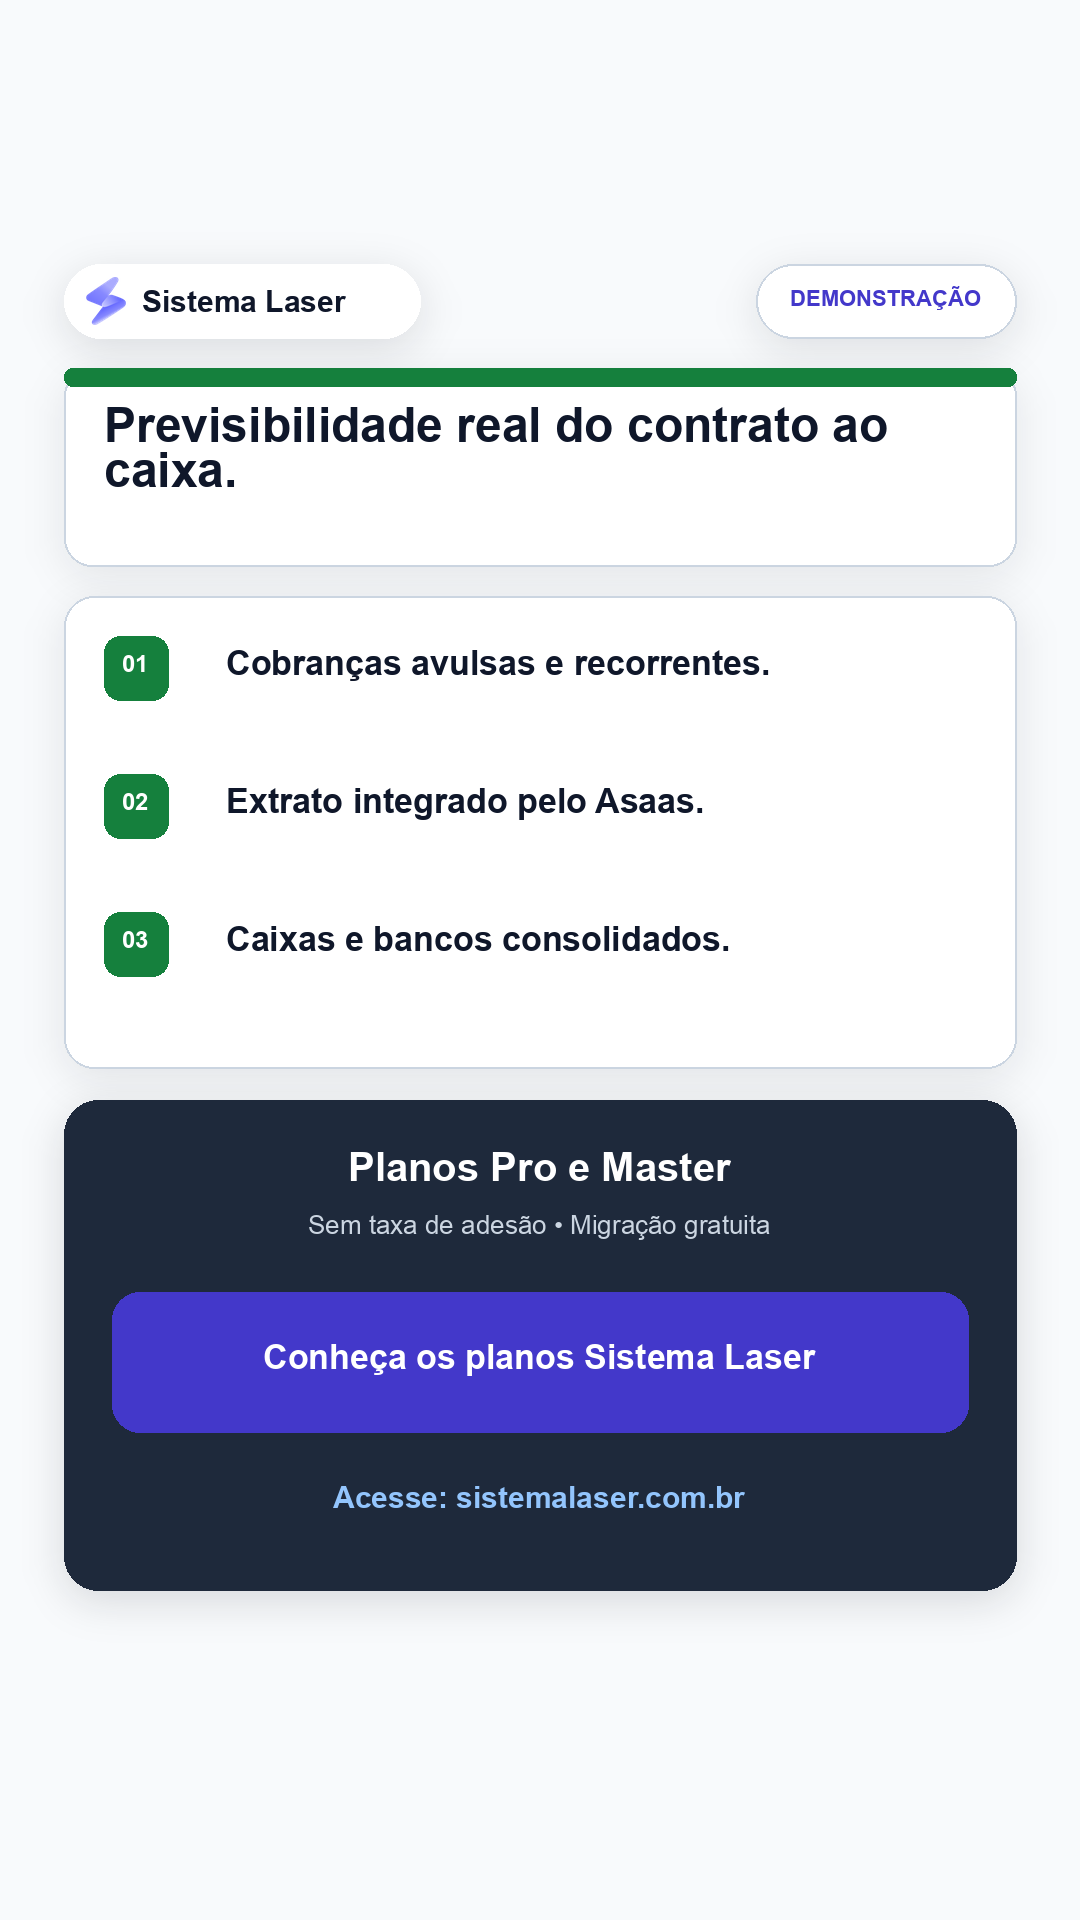 Sistema Laser
DEMONSTRAÇÃO
Previsibilidade real do contrato ao
caixa.
01
Cobranças avulsas e recorrentes.
02
Extrato integrado pelo Asaas.
03
Caixas e bancos consolidados.
Planos Pro e Master
Sem taxa de adesão • Migração gratuita
Conheça os planos Sistema Laser
Acesse: sistemalaser.com.br